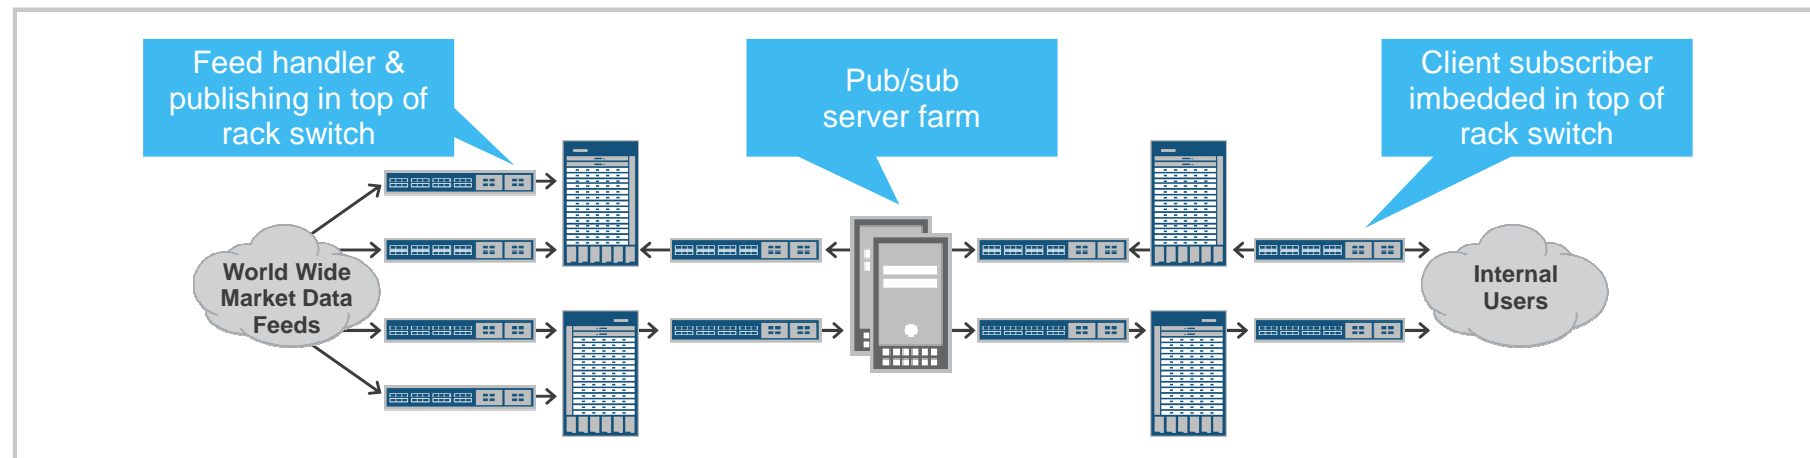 Feed handler &
publishing in top of
rack switch
Pub/sub
server farm
Client subscriber
imbedded in top of
rack switch
World Wide
Market Data
Feeds
Internal
Users